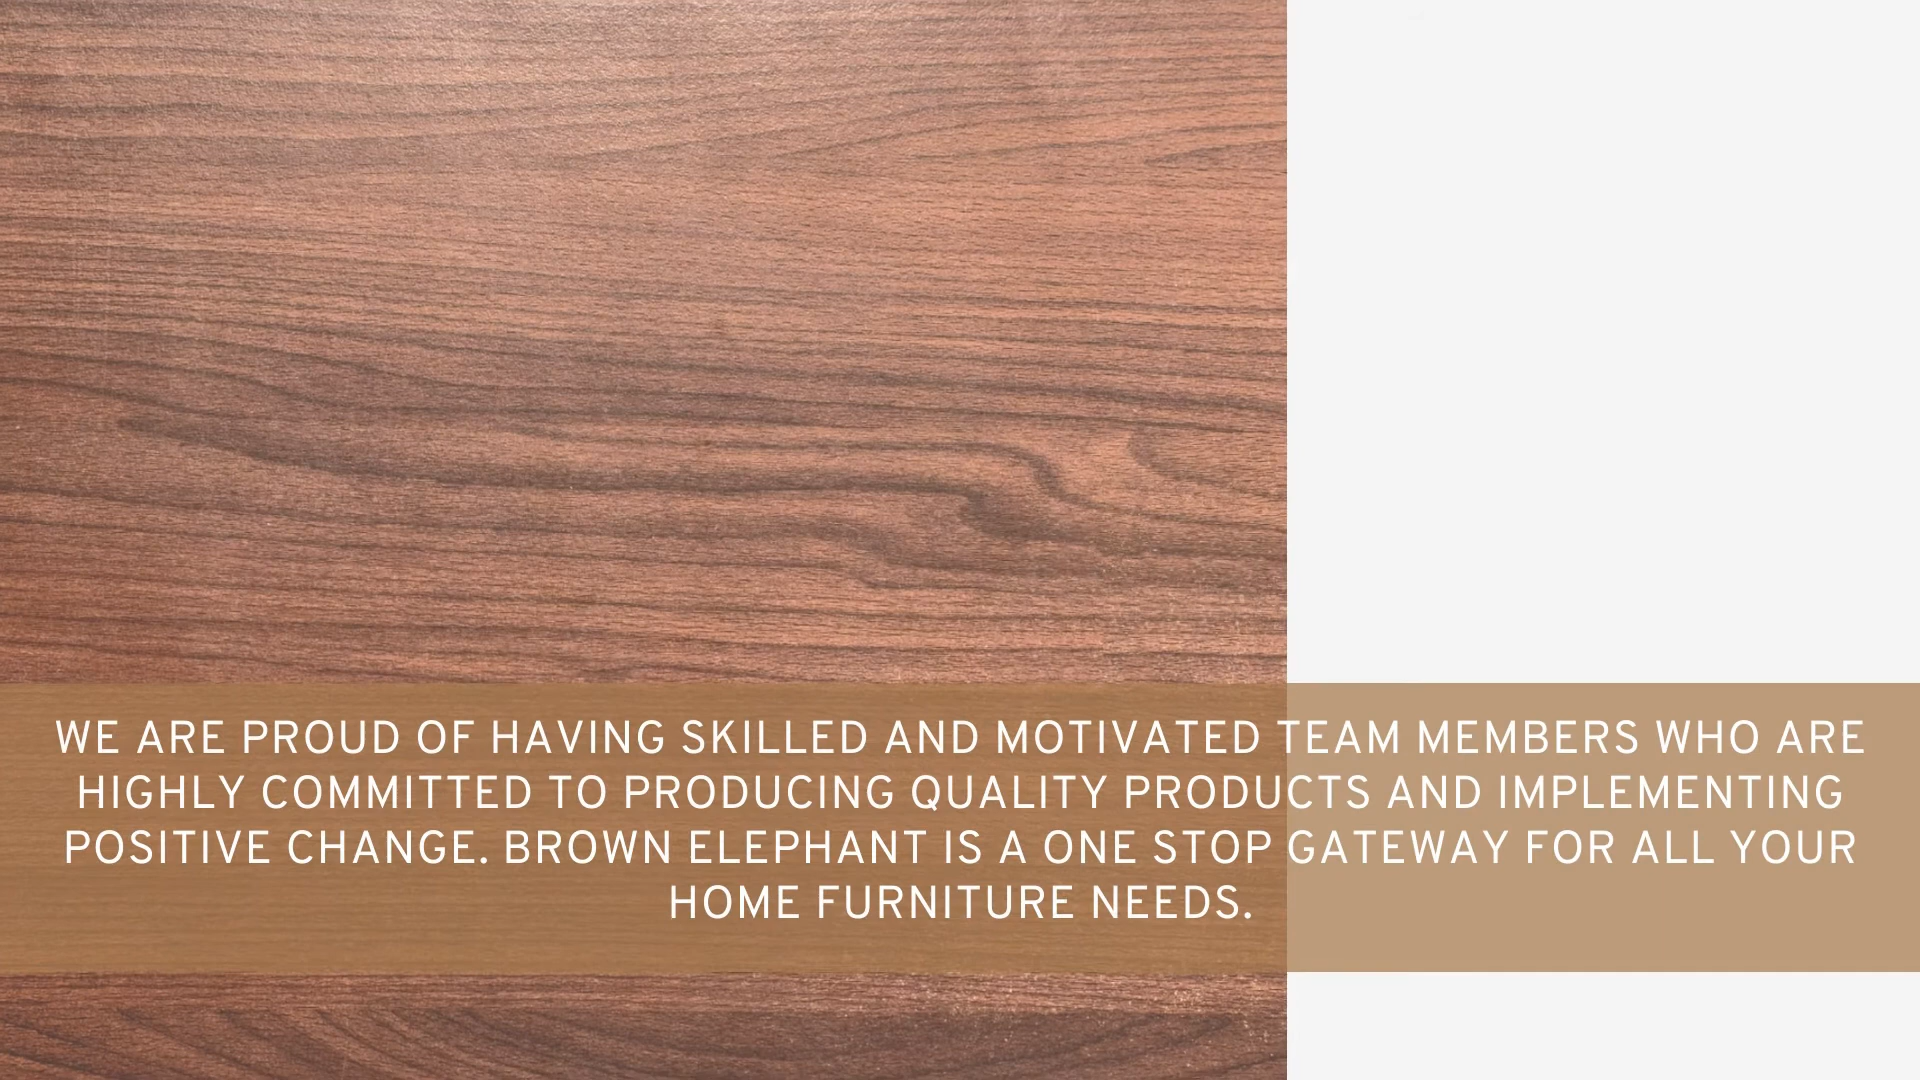 WE ARE PROUD OF HAVING SKILLED AND MOTIVATED TEAM MEMBERS WHO ARE
HIGHLY COMMITTED TO PRODUCING QUALITY PRODUCTS AND IMPLEMENTING
POSITIVE CHANGE. BROWN ELEPHANT IS A ONE STOP GATEWAY FOR ALL YOUR
HOME FURNITURE NEEDS.